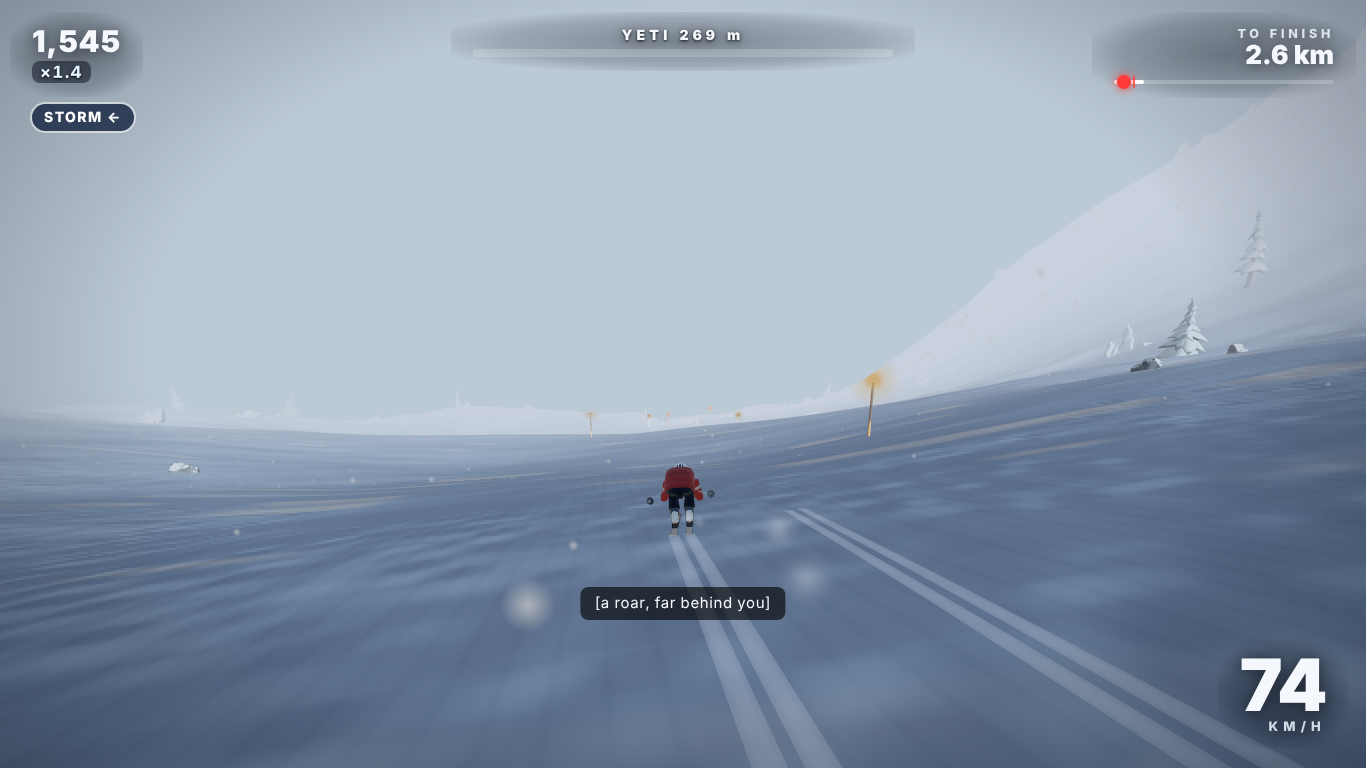 1,545
×1.4
STORM ←
YETI 269 m
TO FINISH
2.6 km
[a roar, far behind you]
74
KM/H